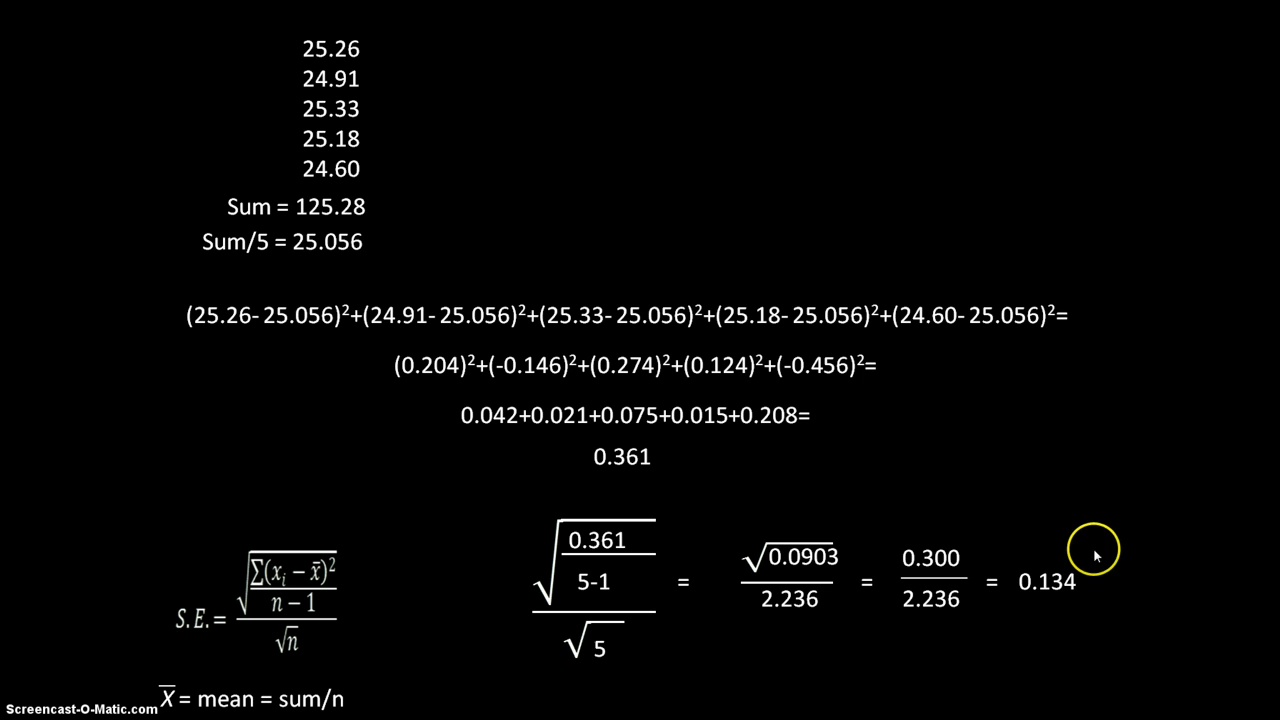 25.26
24.91
25.33
25.18
24.60
Sum = 125.28
Sum/5 = 25.056
(25.26- 25.056)²+(24.91- 25.056)²+(25.33- 25.056)²+(25.18- 25.056)²+(24.60- 25.056)²=
(0.204)²+(-0.146)²+(0.274)²+(0.124)²+(-0.456)²=
0.042+0.021+0.075+0.015+0.208=
0.361
S.E.= √(∑(xᵢ − x̄)² / n − 1) / √n
√(0.361 / 5-1) / √5 = √0.0903 / 2.236 = 0.300 / 2.236 = 0.134
X̅ = mean = sum/n
Screencast-O-Matic.com